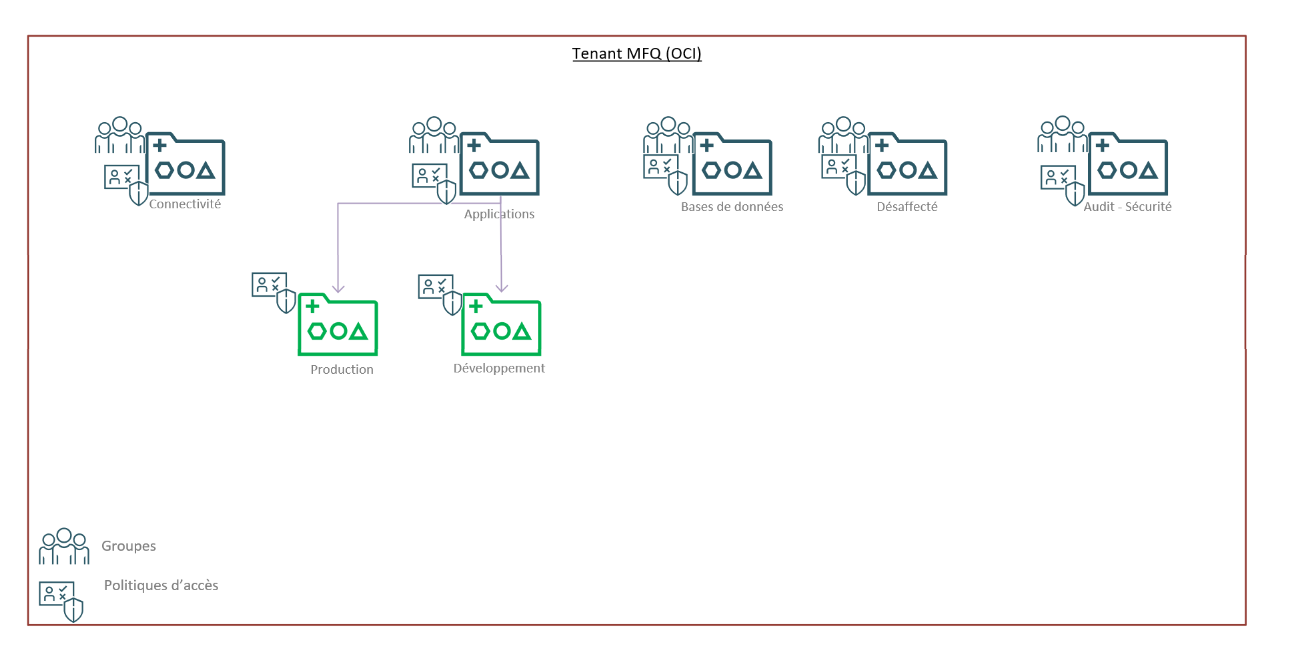 Tenant MFQ (OCI)
Connectivité
Applications
Bases de données
Désaffecté
Audit - Sécurité
Production
Développement
Groupes
Politiques d'accès